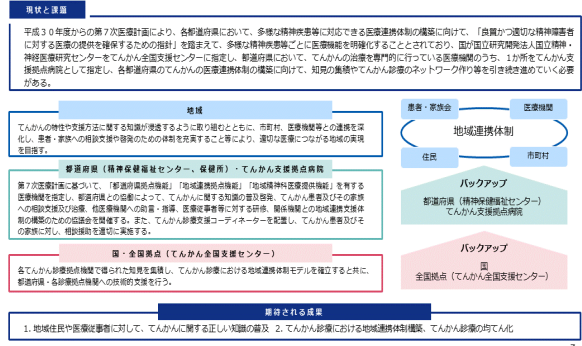 現状と課題
平成３０年度からの第７次医療計画により、各都道府県において、多様な精神疾患等に対応できる医療連携体制の構築に向けて、「良質かつ適切な精神障害者
に対する医療の提供を確保するための指針」を踏まえて、多様な精神疾患等ごとに医療機能を明確化することとされており、国が国立研究開発法人国立精神・
神経医療研究センターをてんかん全国支援センターに指定し、都道府県において、てんかんの治療を専門的に行っている医療機関のうち、１か所をてんかん支
援拠点病院として指定し、各都道府県のてんかんの医療連携体制の構築に向けて、知見の集積やてんかん診療のネットワーク作り等を引き続き進めていく必要
がある。
地域
てんかんの特性や支援方法に関する知識が浸透するように取り組むとともに、市町村、医療機関等との連携を深
化し、患者・家族への相談支援や啓発のための体制を充実すること等により、適切な医療につながる地域の実現
を目指す。
都道府県（精神保健福祉センター、保健所）・てんかん支援拠点病院
第７次医療計画に基づいて、「都道府県拠点機能」「地域連携拠点機能」「地域精神科医療提供機能」を有する
医療機関を指定し、都道府県との協働によって、てんかんに関する知識の普及啓発、てんかん患者及びその家族
への相談支援及び治療、他医療機関への助言・指導、医療従事者等に対する研修、関係機関との地域連携支援体
制の構築のための協議会を開催する。また、てんかん診療支援コーディネーターを配置し、てんかん患者及びそ
の家族に対し、相談援助を適切に実施する。
国・全国拠点（てんかん全国支援センター）
各てんかん診療拠点機関で得られた知見を集積し、てんかん診療における地域連携体制モデルを確立すると共に、
都道府県・各診療拠点機関への技術的支援を行う。
患者・家族会
医療機関
地域連携体制
住民
市町村
バックアップ
都道府県（精神保健福祉センター）
てんかん支援拠点病院
バックアップ
国
全国拠点（てんかん全国支援センター）
期待される成果
1. 地域住民や医療従事者に対して、てんかんに関する正しい知識の普及 2. てんかん診療における地域連携体制構築、てんかん診療の均てん化